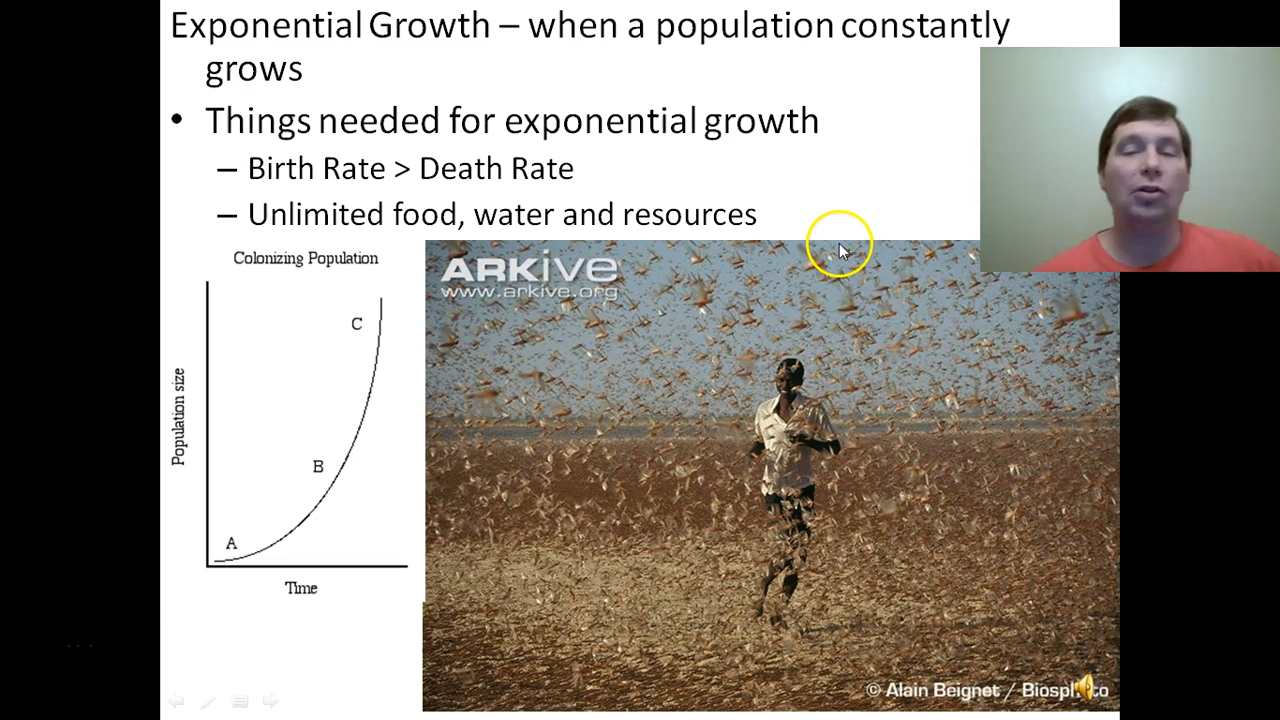 Exponential Growth – when a population constantly
grows
• Things needed for exponential growth
– Birth Rate > Death Rate
– Unlimited food, water and resources
Colonizing Population
C
B
A
Population size
Time
ARKive
www.arkive.org
© Alain Beignet / Biosphoto